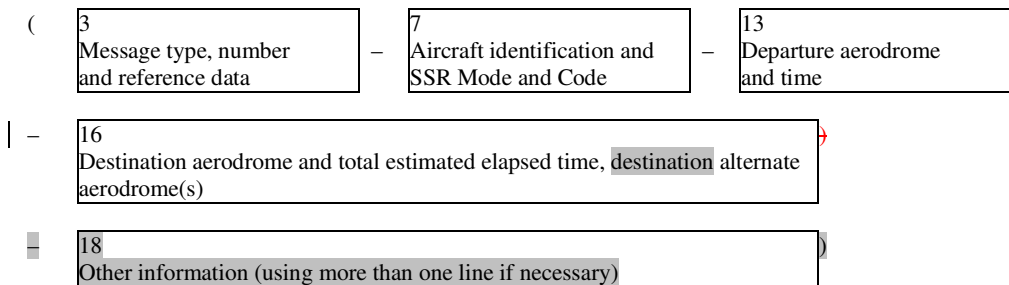 ( 3 7 13
Message type, number – Aircraft identification and – Departure aerodrome
and reference data SSR Mode and Code and time
– 16 )
Destination aerodrome and total estimated elapsed time, destination alternate
aerodrome(s)
– 18 )
Other information (using more than one line if necessary)